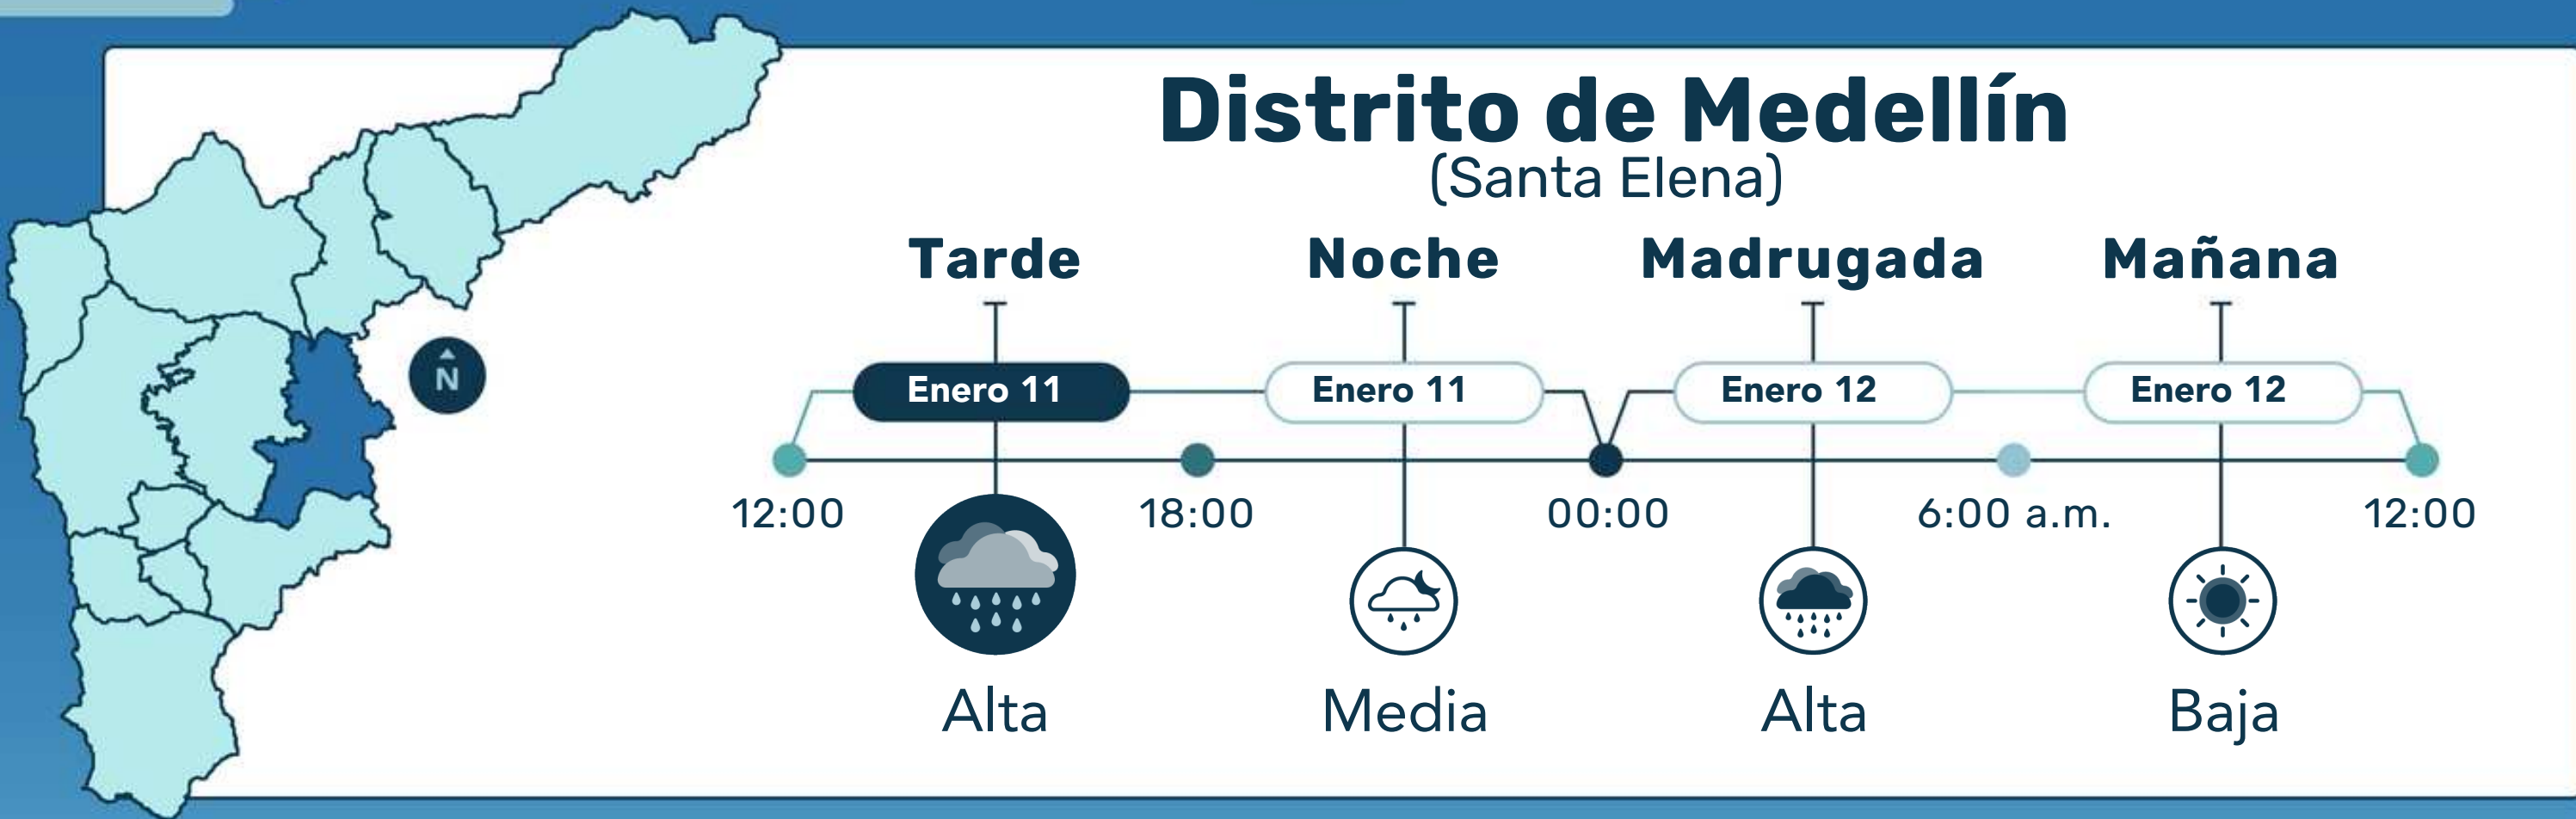 Distrito de Medellín
(Santa Elena)
Tarde Noche Madrugada Mañana
N
Enero 11 Enero 11 Enero 12 Enero 12
12:00 18:00 00:00 6:00 a.m. 12:00
Alta Media Alta Baja